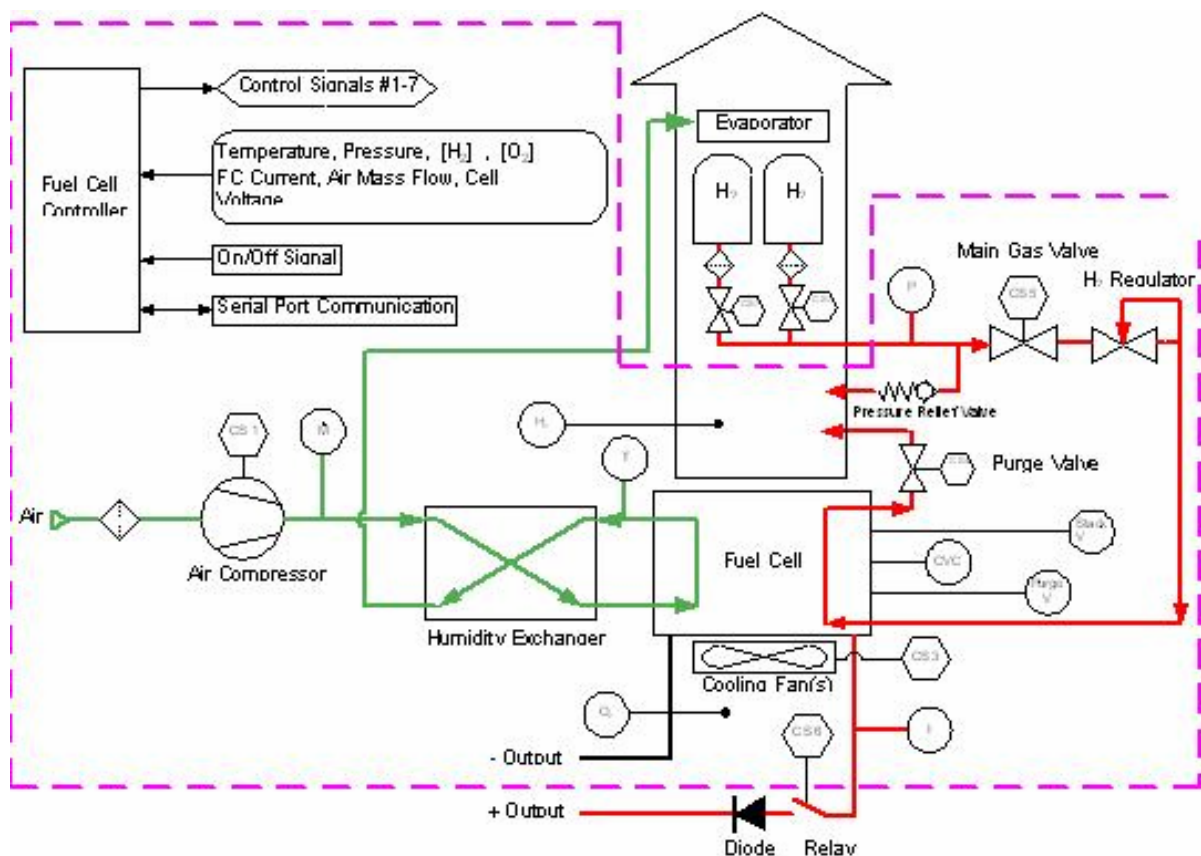 Control Signals #1-7
Evaporator
Temperature, Pressure, [H₂] , [O₂]
FC Current, Air Mass Flow, Cell
Voltage
Fuel Cell
Controller
H₂
H₂
Main Gas Valve
On/Off Signal
H₂ Regulator
P
CS5
Serial Port Communication
Pressure Relief Valve
H₂
CS1
M
T
Purge Valve
Air
Stack
V
Fuel Cell
CVC
Air Compressor
Purge
V
Humidity Exchanger
CS3
Cooling Fan(s)
O₂
CS6
I
- Output
+ Output
Diode
Relay